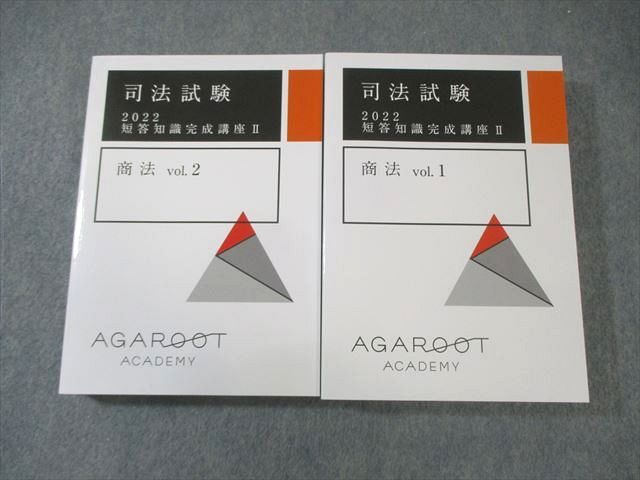 司法試験
2022
短答知識完成講座Ⅱ
商法 vol.2
AGAROOT
ACADEMY
司法試験
2022
短答知識完成講座Ⅱ
商法 vol.1
AGAROOT
ACADEMY